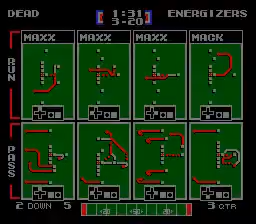 DEAD 1:31 ENERGIZERS
3-20
MAXX MAXX MAXX MACK
RUN
PASS
2 DOWN 5 3 QTR